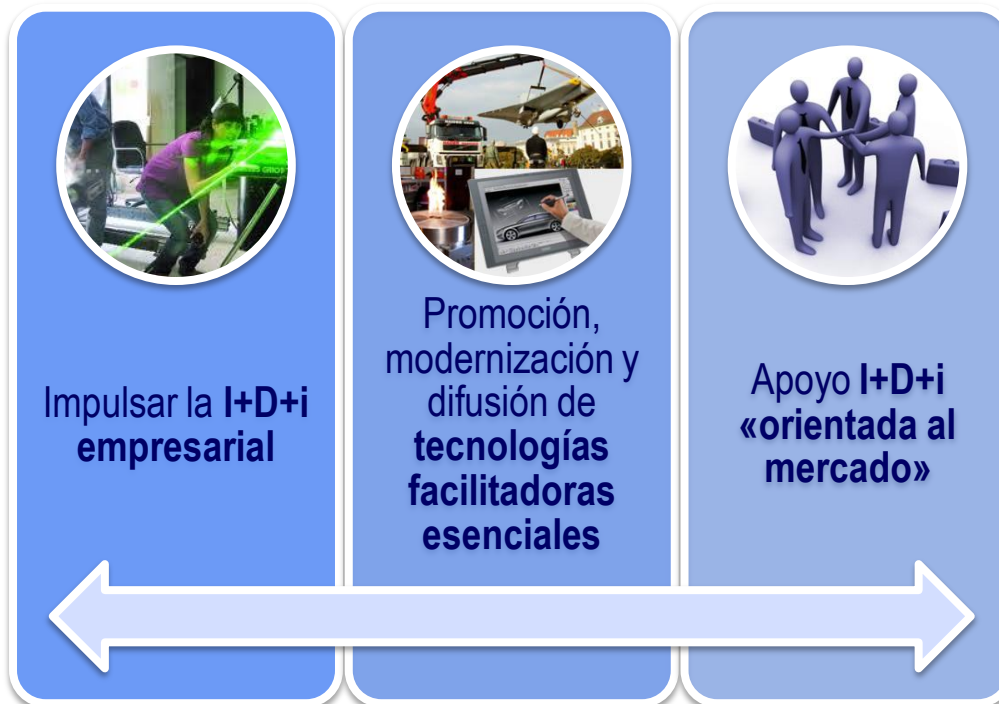 Impulsar la I+D+i
empresarial
Promoción,
modernización y
difusión de
tecnologías
facilitadoras
esenciales
Apoyo I+D+i
«orientada al
mercado»